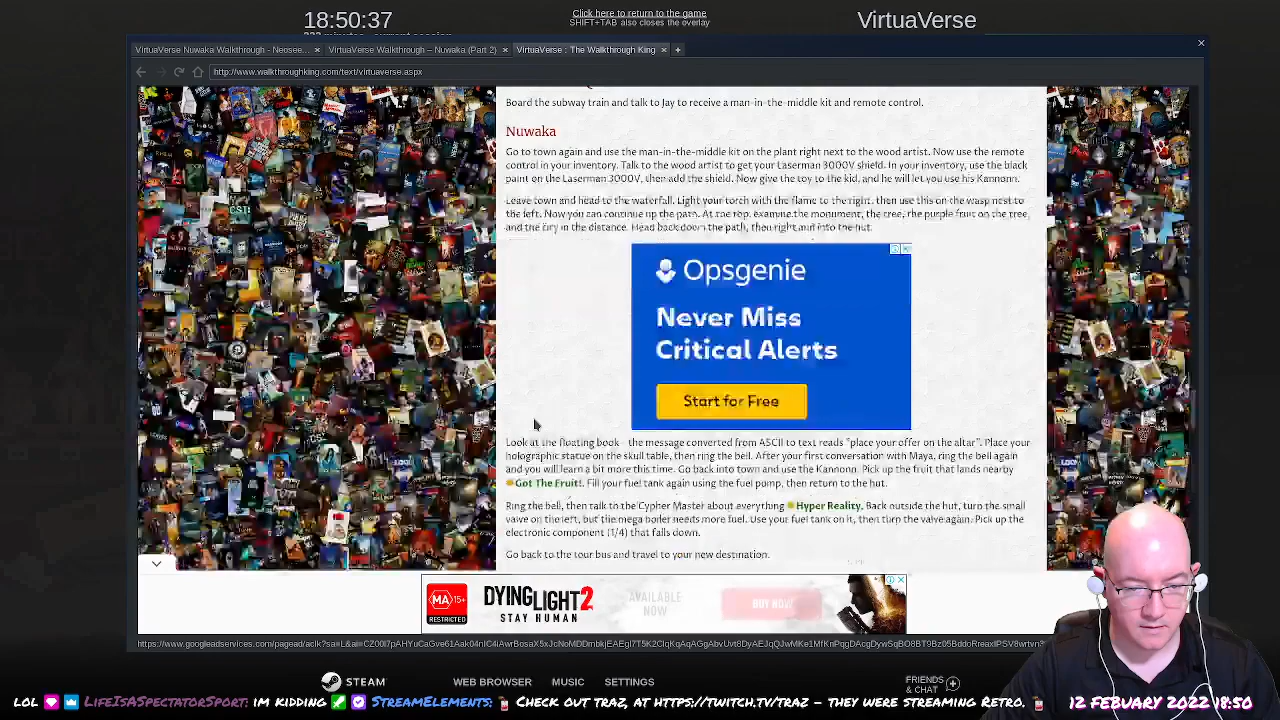 18:50:37
Click here to return to the game
SHIFT+TAB also closes the overlay
VirtuaVerse
VirtuaVerse Nuwaka Walkthrough - Neosee...
VirtuaVerse Walkthrough – Nuwaka (Part 2)
VirtuaVerse : The Walkthrough King
http://www.walkthroughking.com/text/virtuaverse.aspx
Board the subway train and talk to Jay to receive a man-in-the-middle kit and remote control.
Nuwaka
Go to town again and use the man-in-the-middle kit on the plant right next to the wood artist. Now use the remote
control in your inventory. Talk to the wood artist to get your Laserman 3000V shield. In your inventory, use the black
paint on the Laserman 3000V, then add the shield. Now give the toy to the kid, and he will let you use his Kannonn.
Leave town and head to the waterfall. Light your torch with the flame to the right, then use this on the wasp nest to
the left. Now you can continue up the path. At the top, examine the monument, the tree, the purple fruit on the tree,
and the city in the distance. Head back down the path, then right and into the hut.
Opsgenie
Never Miss
Critical Alerts
Start for Free
Look at the floating book - the message converted from ASCII to text reads "place your offer on the altar". Place your
holographic statue on the skull table, then ring the bell. After your first conversation with Maya, ring the bell again
and you will learn a bit more this time. Go back into town and use the Kannonn. Pick up the fruit that lands nearby
Got The Fruit!. Fill your fuel tank again using the fuel pump, then return to the hut.
Ring the bell, then talk to the Cypher Master about everything Hyper Reality. Back outside the hut, turn the small
on the left, but the mega needs more fuel. Use your fuel tank on it, then turn the valve again. Pick up the
electronic component (1/4) that falls down.
Go back to the tour bus and travel to your new destination.
MA 15+
RESTRICTED
DYING LIGHT 2
STAY HUMAN
AVAILABLE
NOW
BUY NOW
STEAM
WEB BROWSER
MUSIC
SETTINGS
FRIENDS
& CHAT
LOL LifeIsASpectatorSport: im kidding StreamElements: Check out traz, at https://twitch.tv/traz - they were streaming Retro.
12 Febuary 2022 18:50